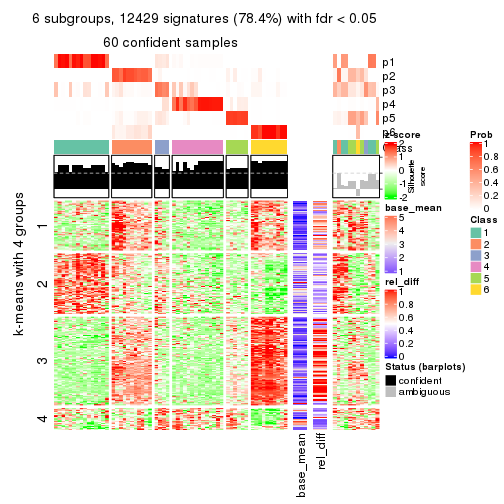 6 subgroups, 12429 signatures (78.4%) with fdr < 0.05
60 confident samples
p1
p2
p3
p4
p5
p6
Class
z-score
2
1
0
-1
-2
Silhouette
score
Prob
1
0.8
0.6
0.4
0.2
0
base_mean
5
4
3
2
1
Class
1
2
3
4
5
6
rel_diff
1
0.8
0.6
0.4
0.2
0
Status (barplots)
confident
ambiguous
k-means with 4 groups
1
2
3
4
base_mean
rel_diff